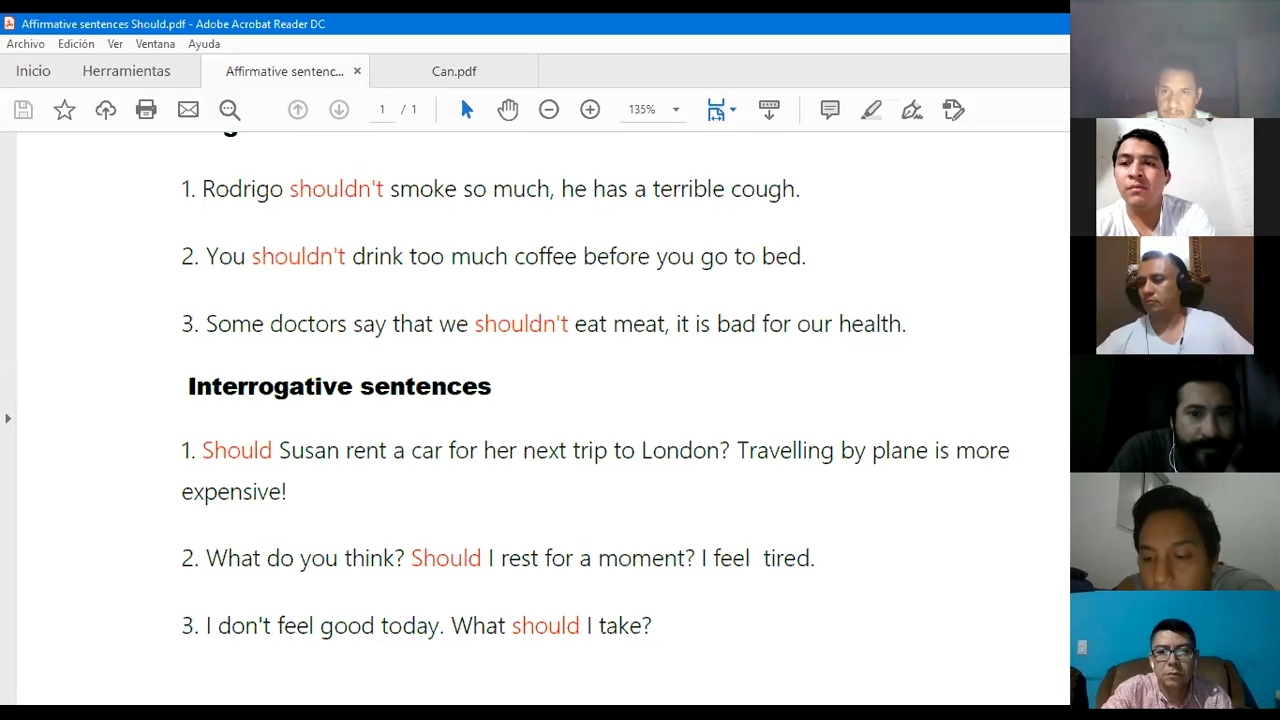 Affirmative sentences Should.pdf - Adobe Acrobat Reader DC
Archivo Edición Ver Ventana Ayuda
Inicio Herramientas Affirmative sentenc... × Can.pdf
1 / 1 135%
1. Rodrigo shouldn't smoke so much, he has a terrible cough.
2. You shouldn't drink too much coffee before you go to bed.
3. Some doctors say that we shouldn't eat meat, it is bad for our health.
Interrogative sentences
1. Should Susan rent a car for her next trip to London? Travelling by plane is more
expensive!
2. What do you think? Should I rest for a moment? I feel tired.
3. I don't feel good today. What should I take?